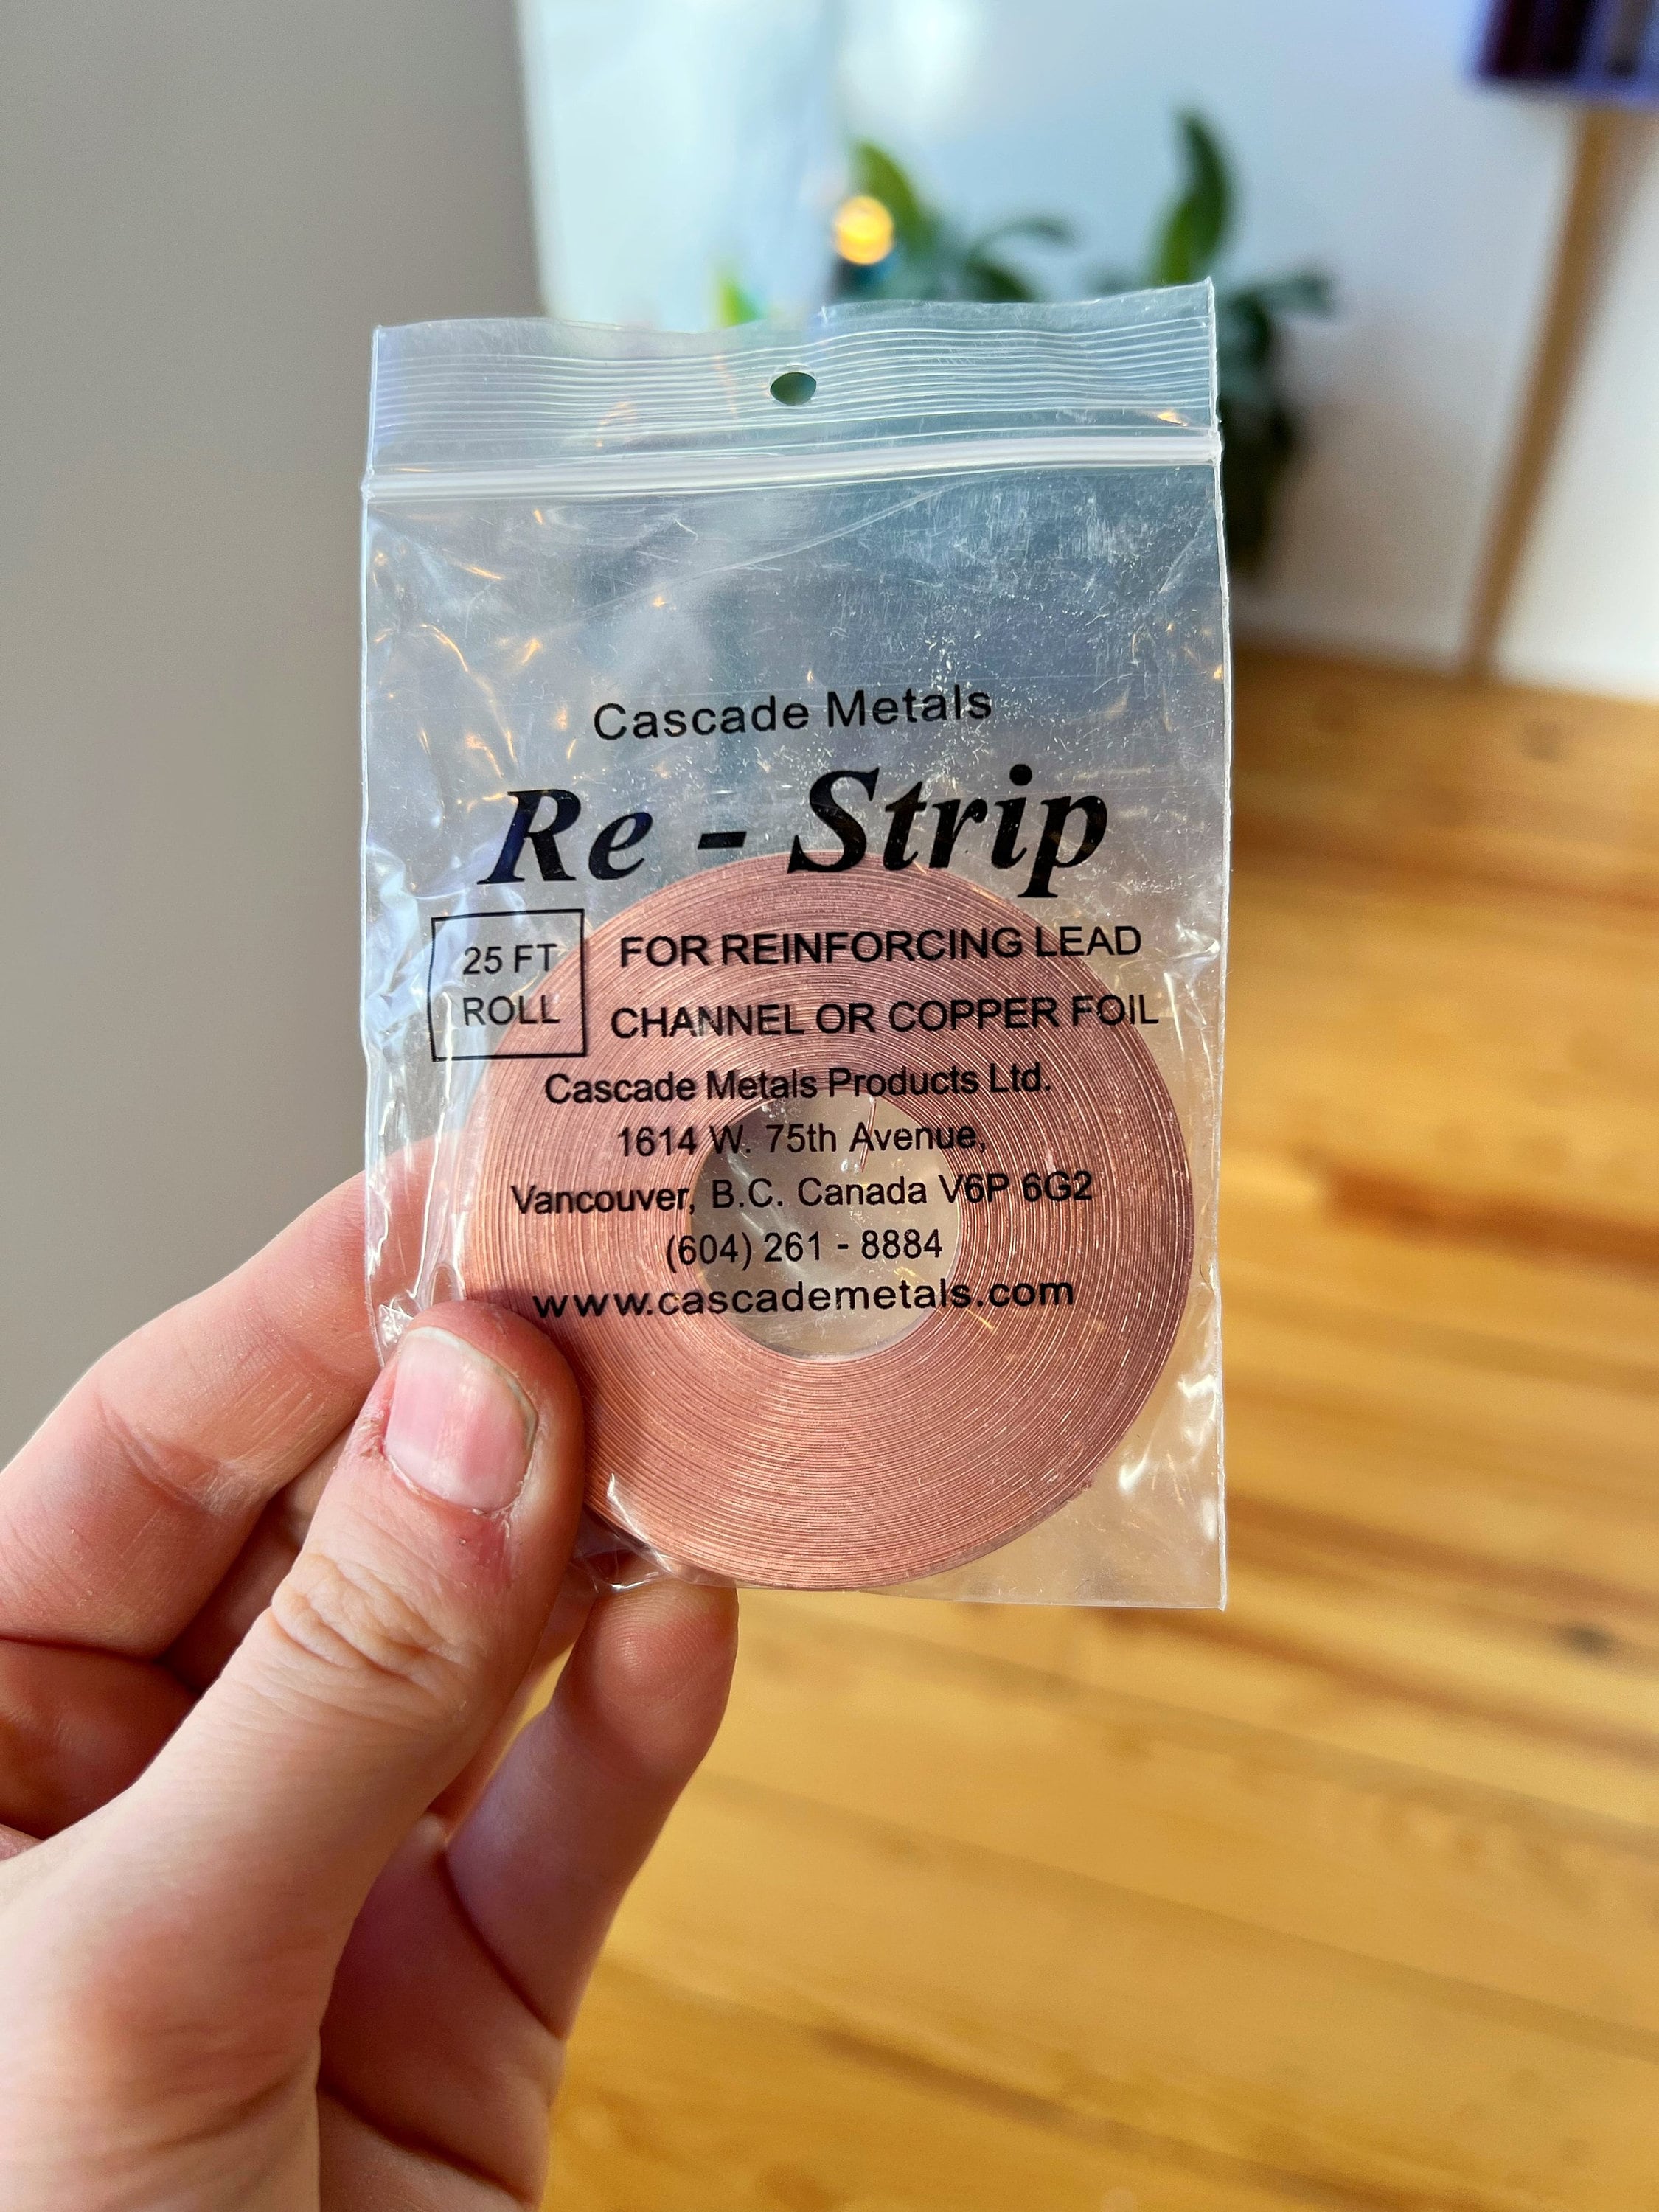 Cascade Metals
Re - Strip
25 FT
ROLL
FOR REINFORCING LEAD
CHANNEL OR COPPER FOIL
Cascade Metals Products Ltd.
1614 W. 75th Avenue,
Vancouver, B.C. Canada V6P 6G2
(604) 261 - 8884
www.cascademetals.com